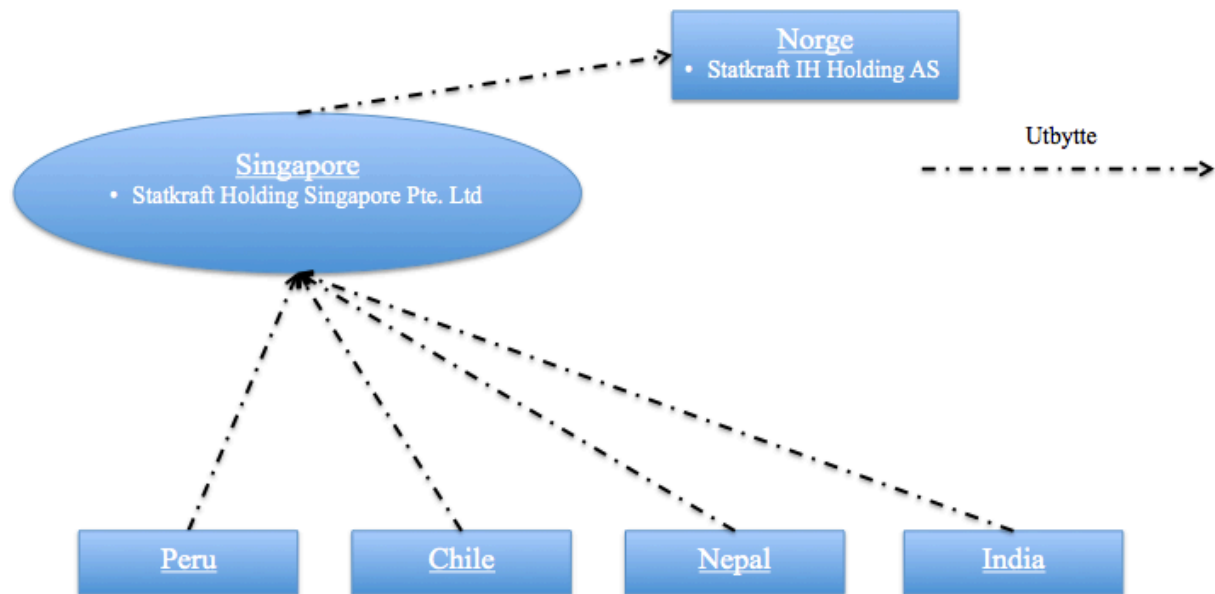 Norge
• Statkraft IH Holding AS
Utbytte
Singapore
• Statkraft Holding Singapore Pte. Ltd
Peru
Chile
Nepal
India